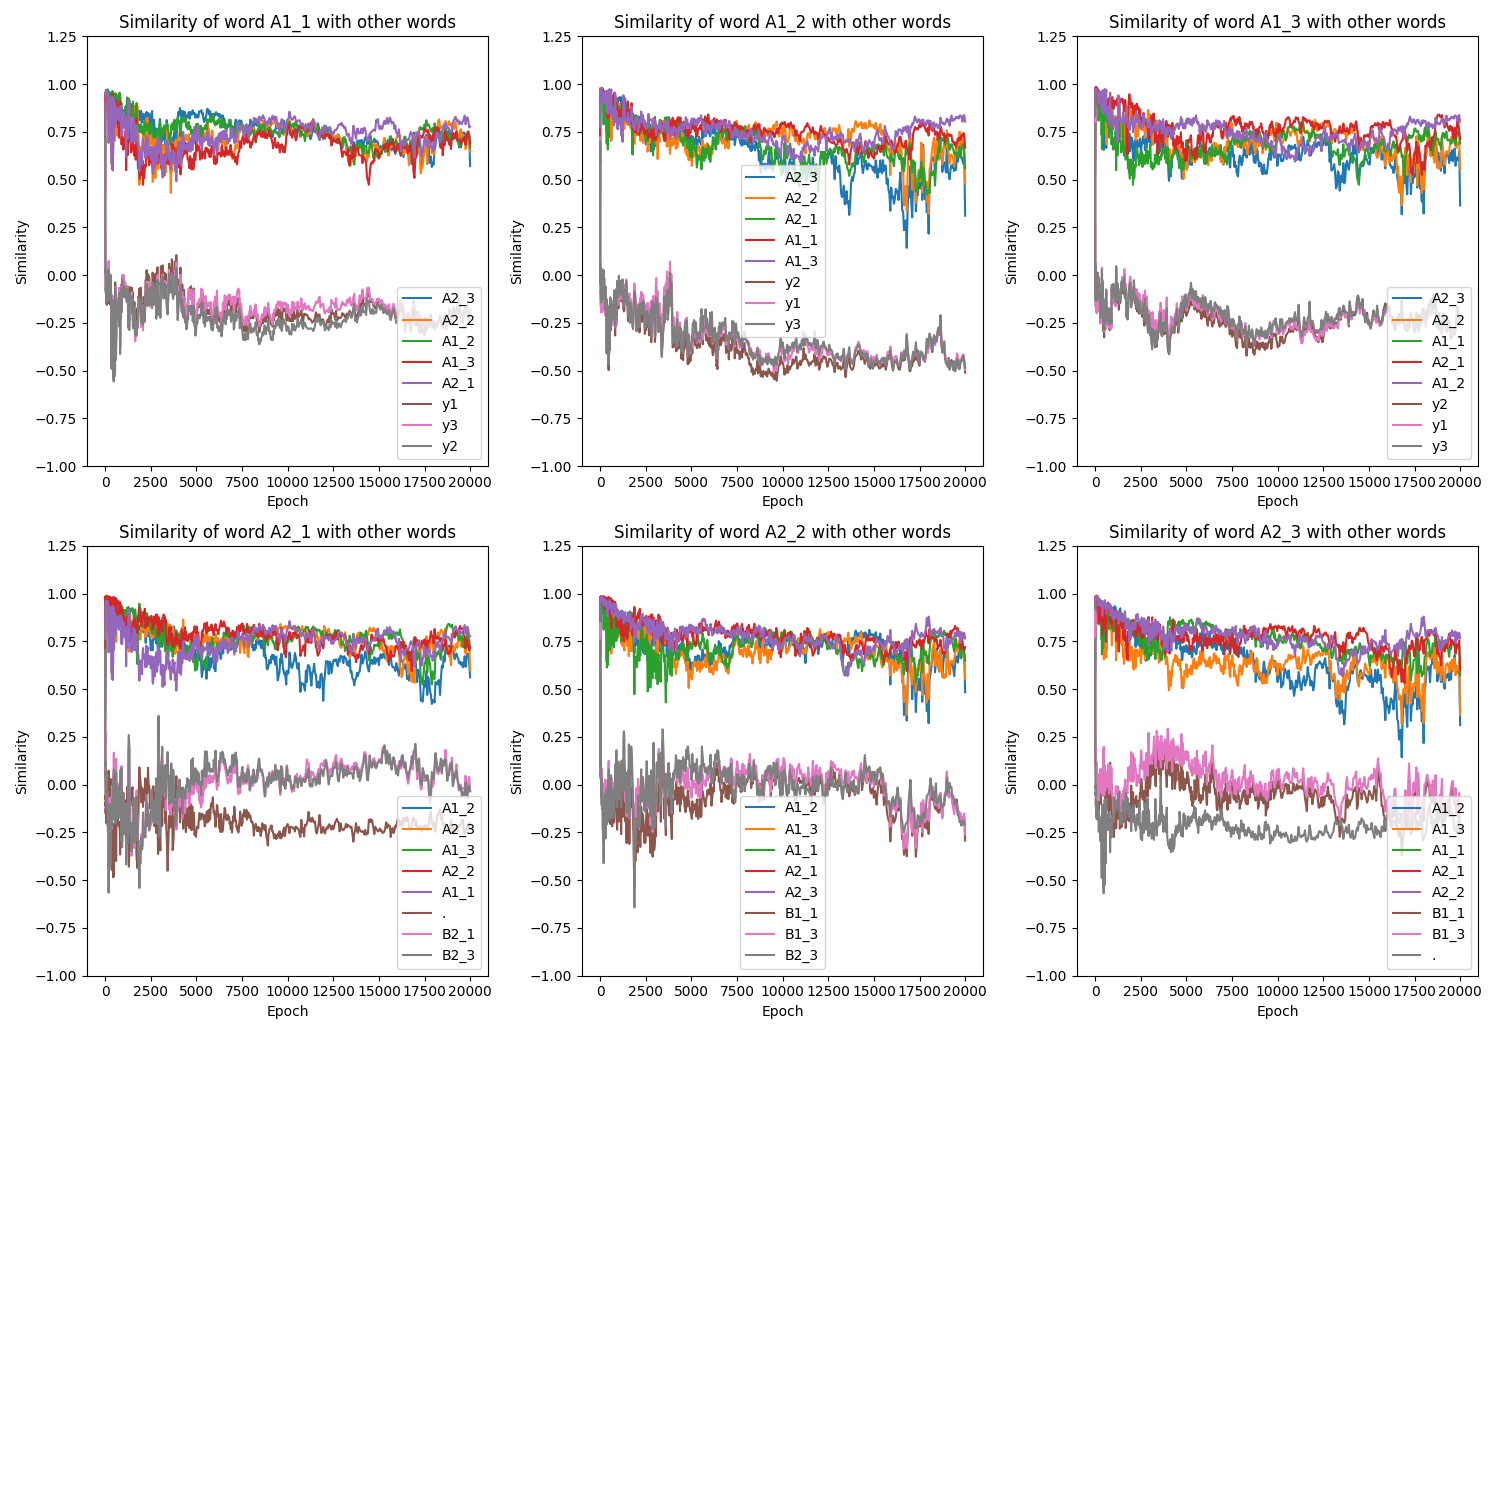 Similarity of word A1_1 with other words
1.25
1.00
0.75
0.50
0.25
0.00
−0.25
−0.50
−0.75
−1.00
Similarity
0 2500 5000 7500 10000 12500 15000 17500 20000
Epoch
A2_3
A2_2
A1_2
A1_3
A2_1
y1
y3
y2
Similarity of word A1_2 with other words
1.25
1.00
0.75
0.50
0.25
0.00
−0.25
−0.50
−0.75
−1.00
Similarity
0 2500 5000 7500 10000 12500 15000 17500 20000
Epoch
A2_3
A2_2
A2_1
A1_1
A1_3
y2
y1
y3
Similarity of word A1_3 with other words
1.25
1.00
0.75
0.50
0.25
0.00
−0.25
−0.50
−0.75
−1.00
Similarity
0 2500 5000 7500 10000 12500 15000 17500 20000
Epoch
A2_3
A2_2
A1_1
A2_1
A1_2
y2
y1
y3
Similarity of word A2_1 with other words
1.25
1.00
0.75
0.50
0.25
0.00
−0.25
−0.50
−0.75
−1.00
Similarity
0 2500 5000 7500 10000 12500 15000 17500 20000
Epoch
A1_2
A2_3
A1_3
A2_2
A1_1
.
B2_1
B2_3
Similarity of word A2_2 with other words
1.25
1.00
0.75
0.50
0.25
0.00
−0.25
−0.50
−0.75
−1.00
Similarity
0 2500 5000 7500 10000 12500 15000 17500 20000
Epoch
A1_2
A1_3
A1_1
A2_1
A2_3
B1_1
B1_3
B2_3
Similarity of word A2_3 with other words
1.25
1.00
0.75
0.50
0.25
0.00
−0.25
−0.50
−0.75
−1.00
Similarity
0 2500 5000 7500 10000 12500 15000 17500 20000
Epoch
A1_2
A1_3
A1_1
A2_1
A2_2
B1_1
B1_3
.